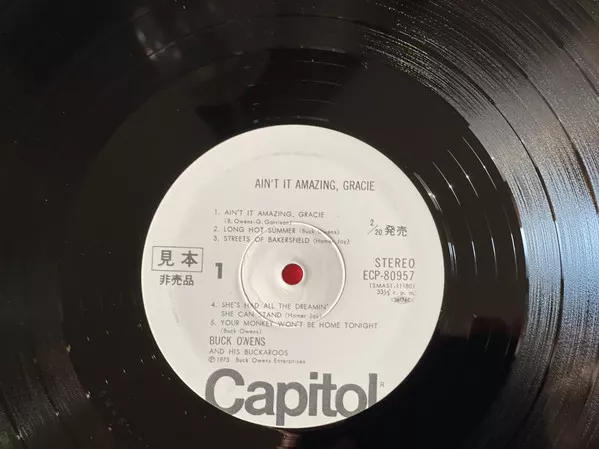 AIN'T IT AMAZING, GRACIE
1. AIN'T IT AMAZING, GRACIE
(B. Owens-G. Garrison)
2. LONG HOT SUMMER (Buck Owens)
3. STREETS OF BAKERSFIELD (Homer Joy)
2/20 発売
見本
非売品
1
STEREO
ECP-80957
(SMAS1-11180)
33⅓ r.p.m.
4. SHE'S HAD ALL THE DREAMIN'
SHE CAN STAND (Homer Joy)
5. YOUR MONKEY WON'T BE HOME TONIGHT
(Buck Owens)
BUCK OWENS
AND HIS BUCKAROOS
Ⓟ1973 Buck Owens Enterprises
Capitol®